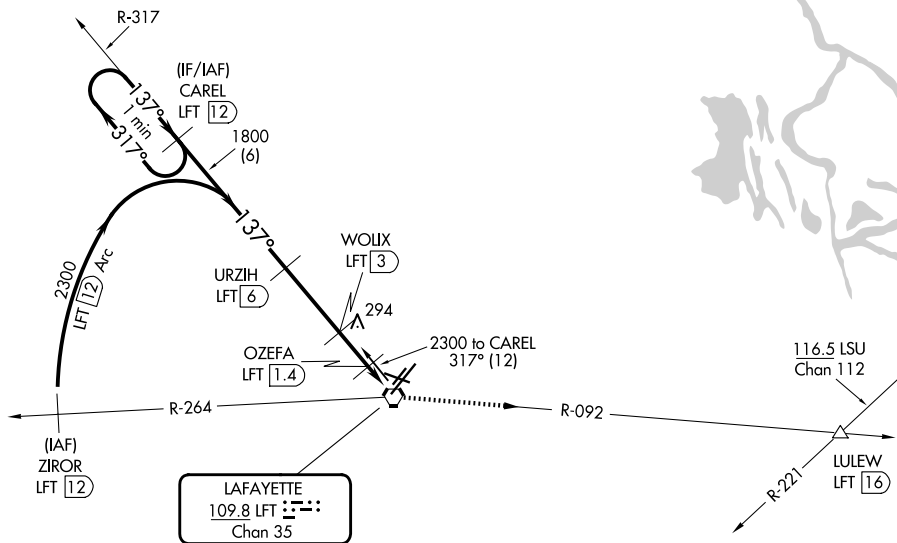 R-317
(IF/IAF)
CAREL
LFT 12
137°
1 min
317°
1800
(6)
137°
2300
LFT 12 Arc
WOLIX
LFT 3
URZIH
LFT 6
294
OZEFA
LFT 1.4
2300 to CAREL
317° (12)
116.5 LSU
Chan 112
R-264
R-092
(IAF)
ZIROR
LFT 12
LULEW
LFT 16
R-221
LAFAYETTE
109.8 LFT
Chan 35